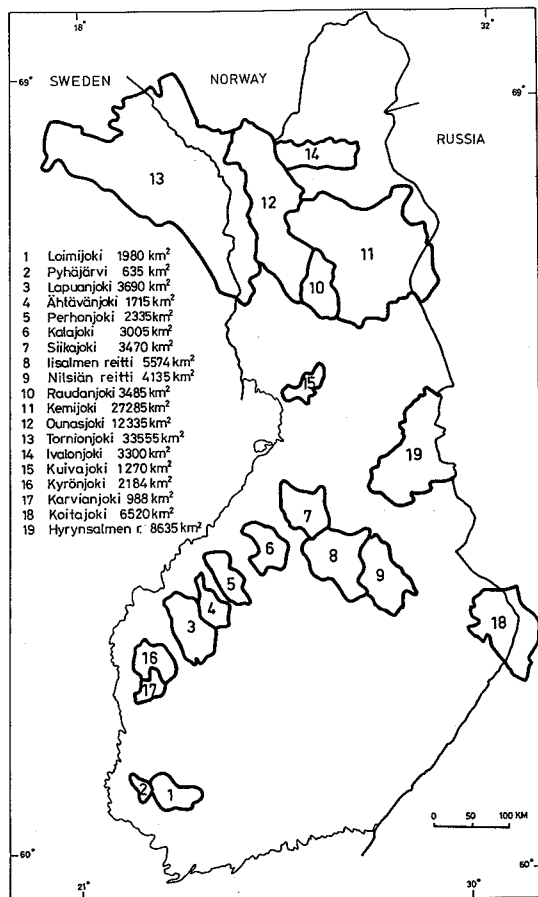 18
32
69°
69°
SWEDEN
NORWAY
RUSSIA
14
13
12
11
10
1 Loimijoki 1980 km²
2 Pyhäjärvi 635 km²
3 Lapuanjoki 3690 km²
4 Ähtävänjoki 1715 km²
5 Perhonjoki 2335 km²
6 Kalajoki 3005 km²
7 Siikajoki 3470 km²
8 Iisalmen reitti 5574 km²
9 Nilsiän reitti 4135 km²
10 Raudanjoki 3485 km²
11 Kemijoki 27285 km²
12 Ounasjoki 12335 km²
13 Tornionjoki 33555 km²
14 Ivalonjoki 3300 km²
15 Kuivajoki 1270 km²
16 Kyrönjoki 2184 km²
17 Karvianjoki 988 km²
18 Koitajoki 6520 km²
19 Hyrynsalmen r. 8635 km²
15
19
7
6
8
9
5
4
3
18
16
17
2
1
0 50 100 KM
60°
60°
21
30